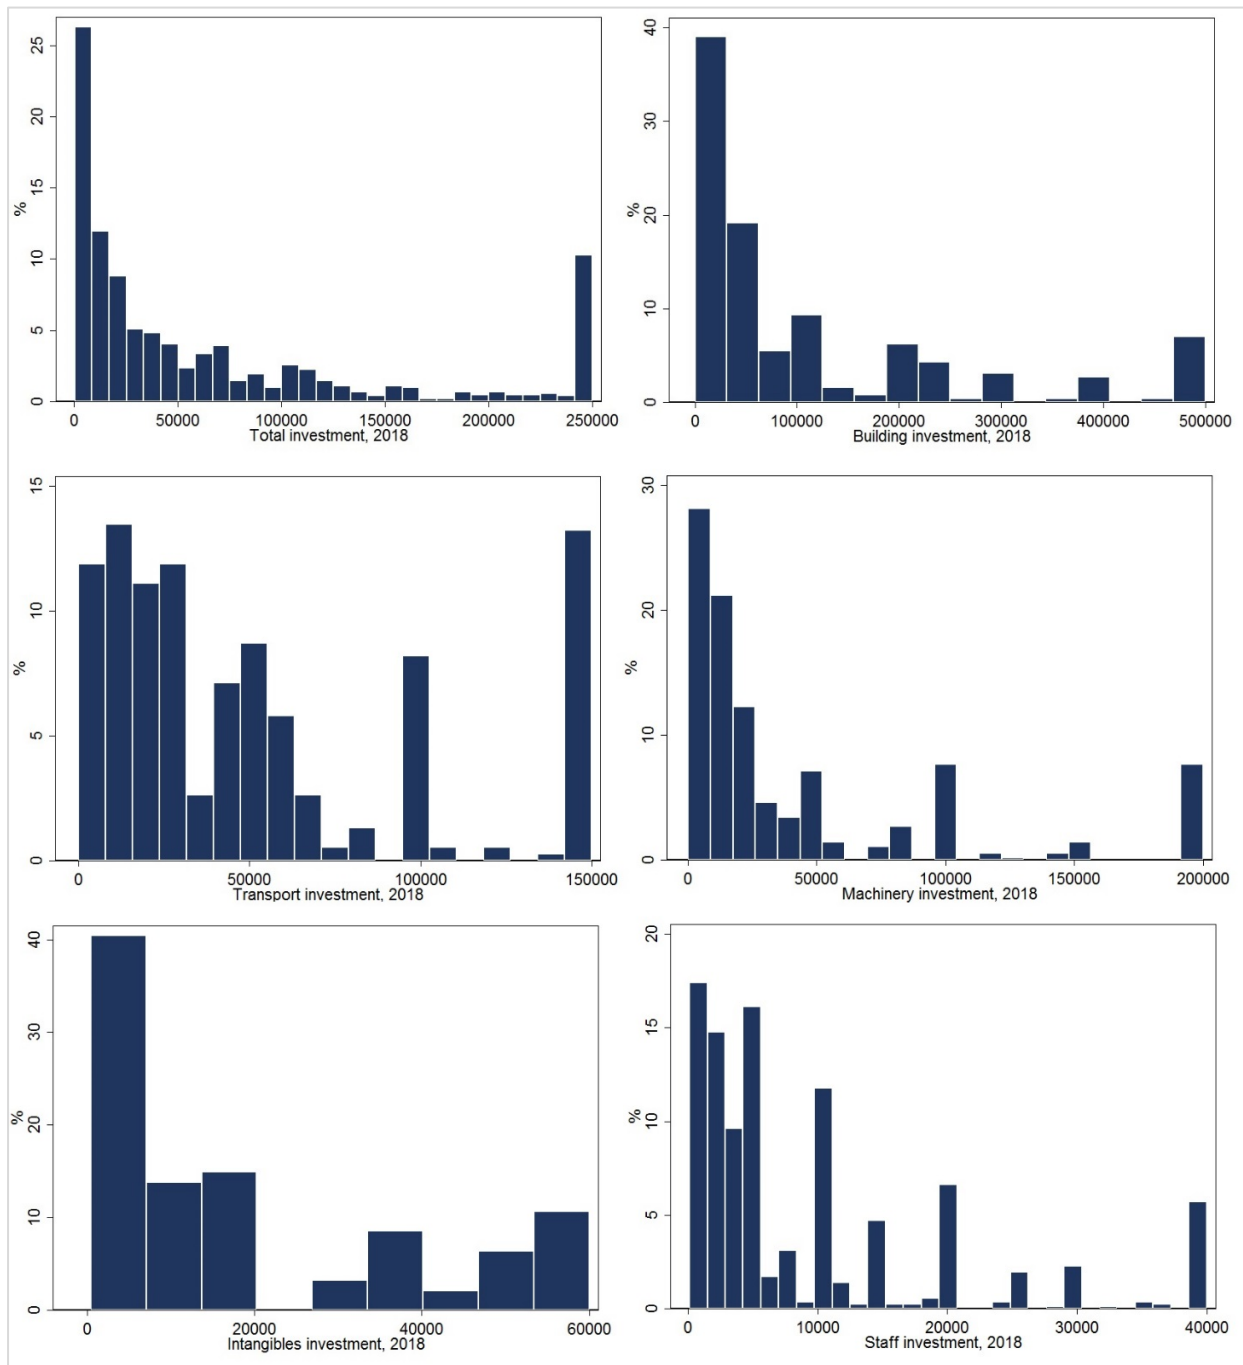 25
20
15
10
5
0
%
0 50000 100000 150000 200000 250000
Total investment, 2018
40
30
20
10
0
%
0 100000 200000 300000 400000 500000
Building investment, 2018
15
10
5
0
%
0 50000 100000 150000
Transport investment, 2018
30
20
10
0
%
0 50000 100000 150000 200000
Machinery investment, 2018
40
30
20
10
0
%
0 20000 40000 60000
Intangibles investment, 2018
20
15
10
5
0
%
0 10000 20000 30000 40000
Staff investment, 2018